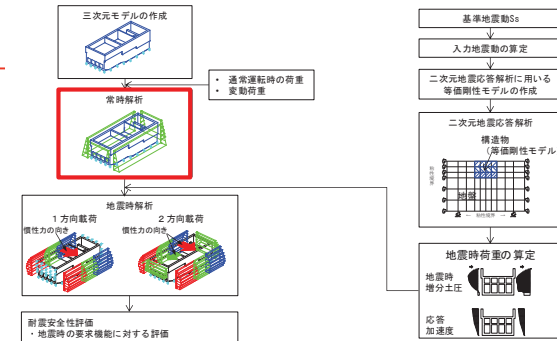 三次元モデルの作成
・ 通常運転時の荷重
・ 変動荷重
常時解析
地震時解析
1方向載荷
慣性力の向き
2方向載荷
慣性力の向き
耐震安全性評価
・地震時の要求機能に対する評価
基準地震動Ss
入力地震動の算定
二次元地震応答解析に用いる
等価剛性モデルの作成
二次元地震応答解析
構造物
(等価剛性モデル
粘性境界
地盤
粘性境界
地震時荷重の算定
地震時
増分土圧
応答
加速度